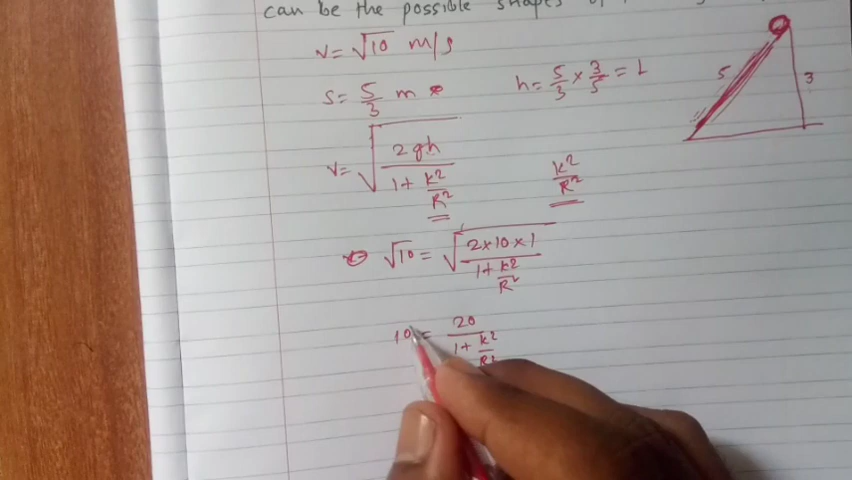 can be the possible shapes of
v = √10 m/s
s = 5/3 m
h = 5/3 × 3/5 = 1
5
3
v = √(2gh / (1 + k²/R²))
k²/R²
√10 = √(2×10×1 / (1 + k²/R²))
10 = 20 / (1 + k²/R²)